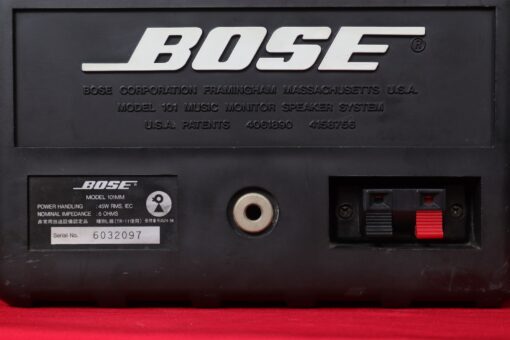 BOSE®
BOSE CORPORATION FRAMINGHAM MASSACHUSETTS U.S.A.
MODEL 101 MUSIC MONITOR SPEAKER SYSTEM
U.S.A. PATENTS 4061890 4158756
BOSE
MODEL 101MM
POWER HANDLING : 45W RMS, IEC
NOMINAL IMPEDANCE : 6 OHMS
Serial No. 6032097